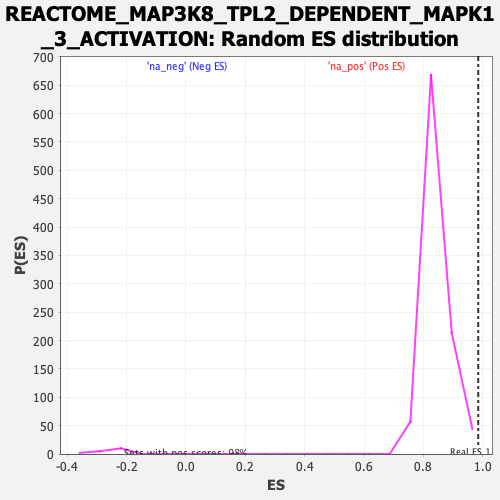 REACTOME_MAP3K8_TPL2_DEPENDENT_MAPK1
_3_ACTIVATION: Random ES distribution
'na_neg' (Neg ES)
'na_pos' (Pos ES)
700
650
600
550
500
450
400
350
300
250
200
150
100
50
0
P(ES)
Sets with pos scores: 98%
Real ES 1
-0.4
-0.2
0.0
0.2
0.4
0.6
0.8
1.0
ES